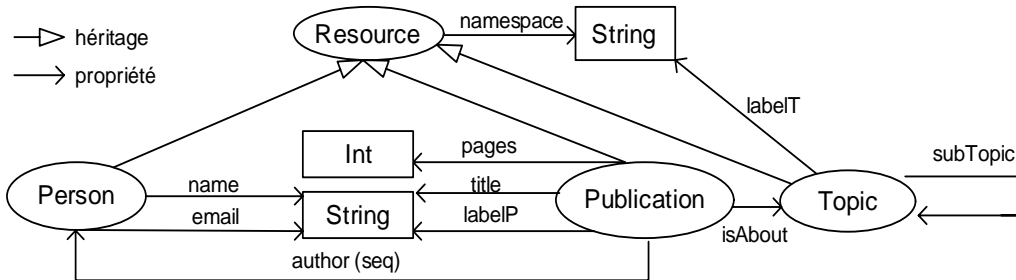 namespace
Resource
String
héritage
propriété
labelT
Int
pages
subTopic
Person
name
title
Publication
Topic
email
String
labelP
isAbout
author (seq)